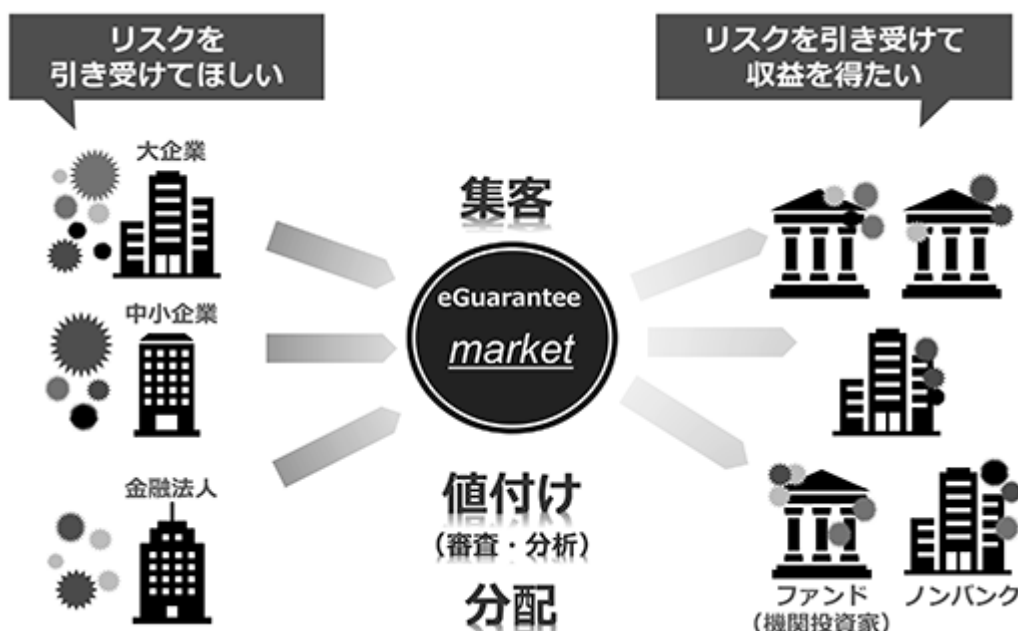 リスクを
引き受けてほしい
リスクを引き受けて
収益を得たい
大企業
中小企業
金融法人
集客
eGuarantee
market
値付け
（審査・分析）
分配
ファンド
（機関投資家）
ノンバンク